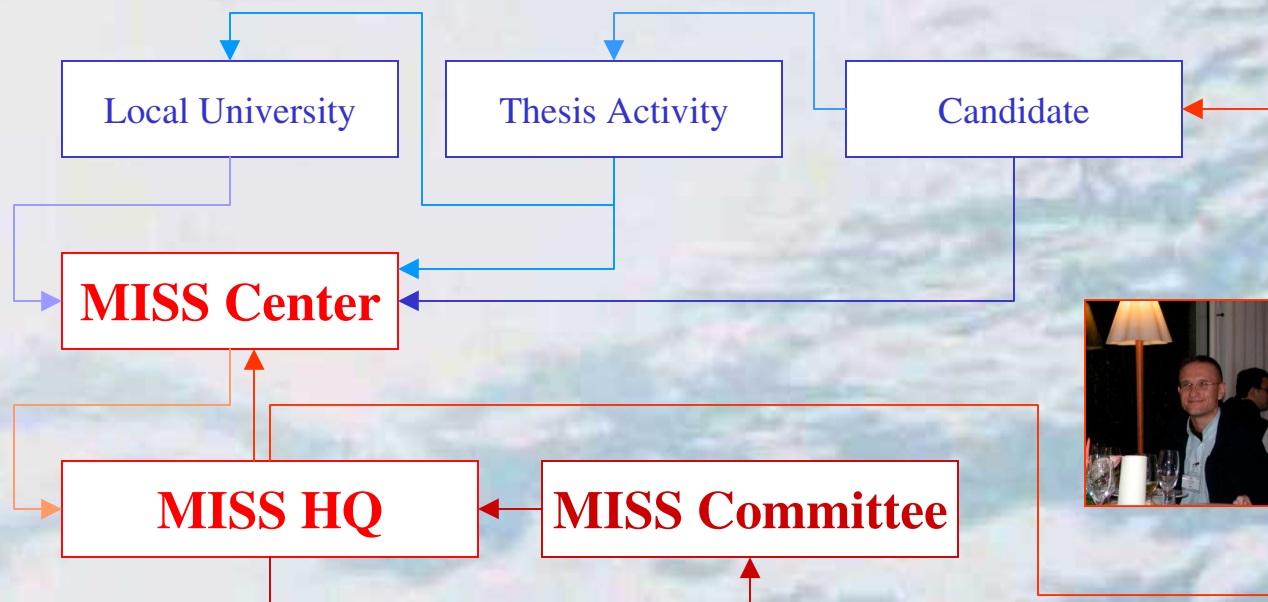 Local University
Thesis Activity
Candidate
MISS Center
MISS HQ
MISS Committee